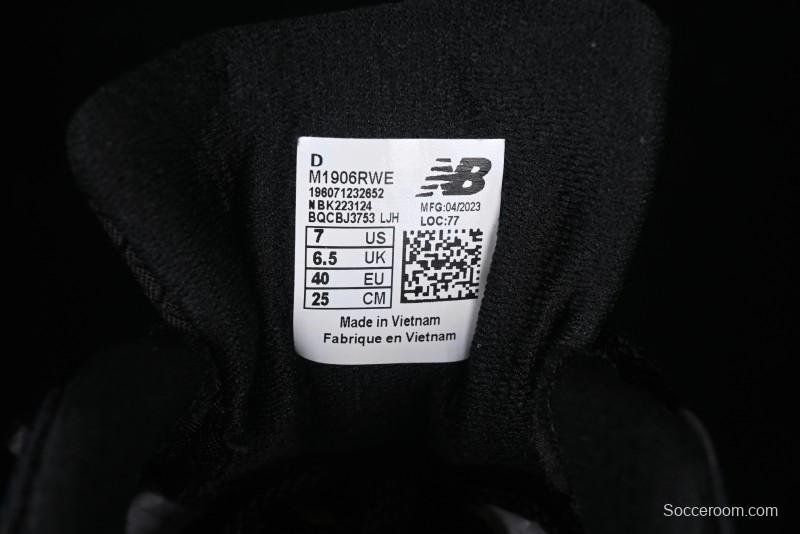 D
M1906RWE
196071232652
NBK223124
BQCBJ3753 LJH
NB
MFG:04/2023
LOC:77
7 US
6.5 UK
40 EU
25 CM
Made in Vietnam
Fabrique en Vietnam
Socceroom.com